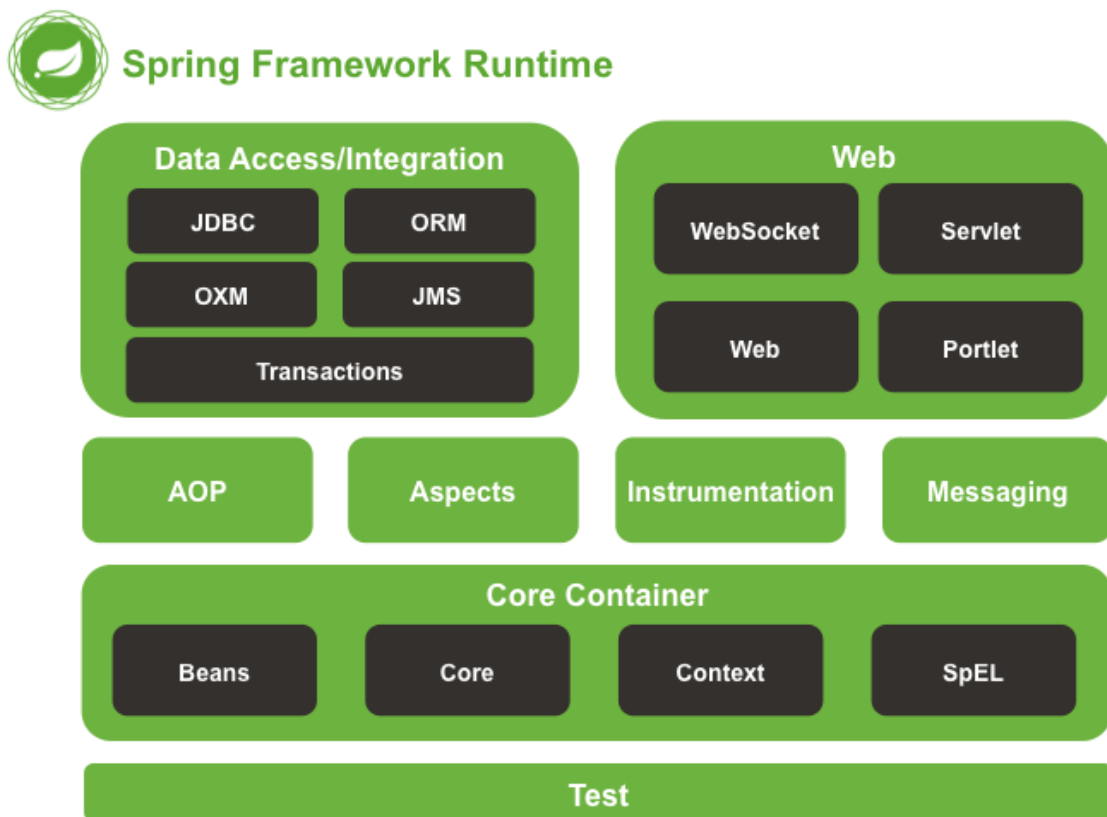 Spring Framework Runtime
Data Access/Integration
JDBC
ORM
OXM
JMS
Transactions
Web
WebSocket
Servlet
Web
Portlet
AOP
Aspects
Instrumentation
Messaging
Core Container
Beans
Core
Context
SpEL
Test